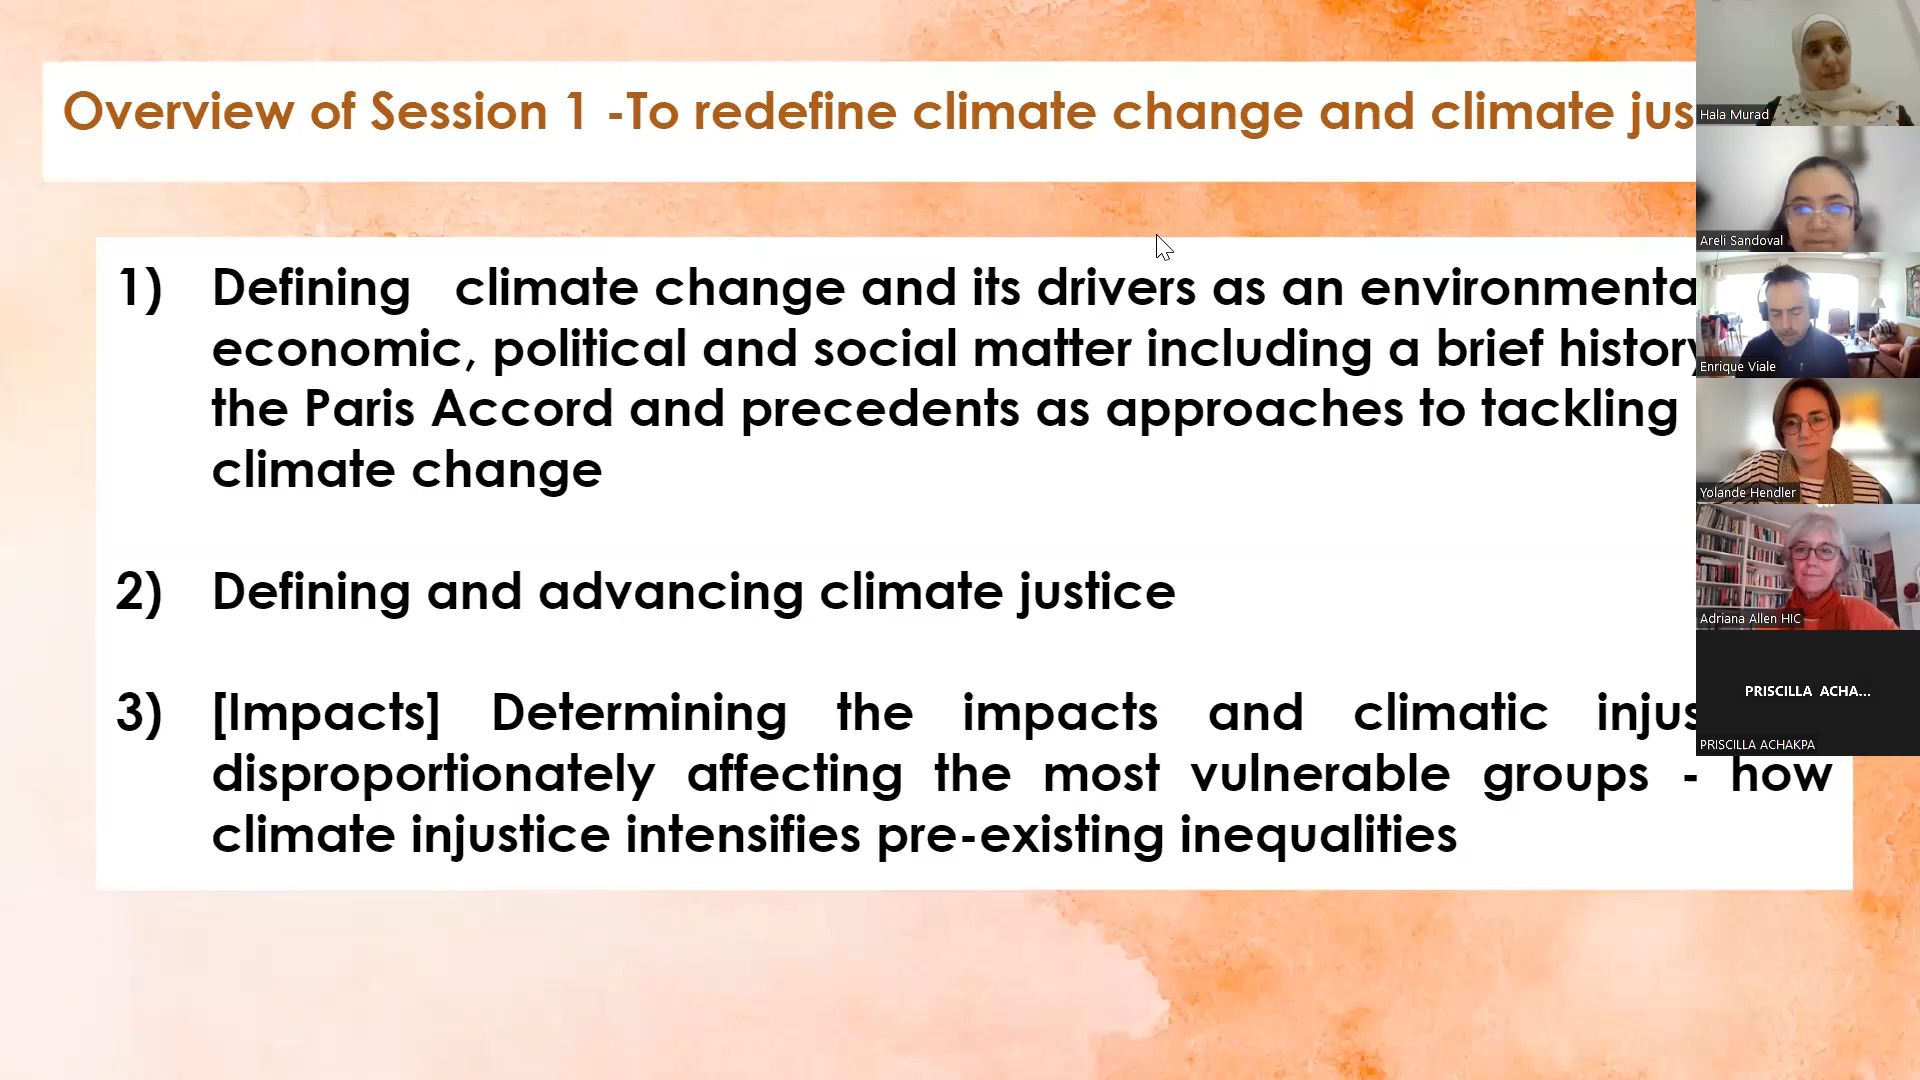 Overview of Session 1 -To redefine climate change and climate jus
1) Defining climate change and its drivers as an environmenta
economic, political and social matter including a brief history
the Paris Accord and precedents as approaches to tackling
climate change
2) Defining and advancing climate justice
3) [Impacts] Determining the impacts and climatic injus
disproportionately affecting the most vulnerable groups - how
climate injustice intensifies pre-existing inequalities
Hala Murad
Areli Sandoval
Enrique Viale
Yolande Hendler
Adriana Allen HIC
PRISCILLA ACHA...
PRISCILLA ACHAKPA